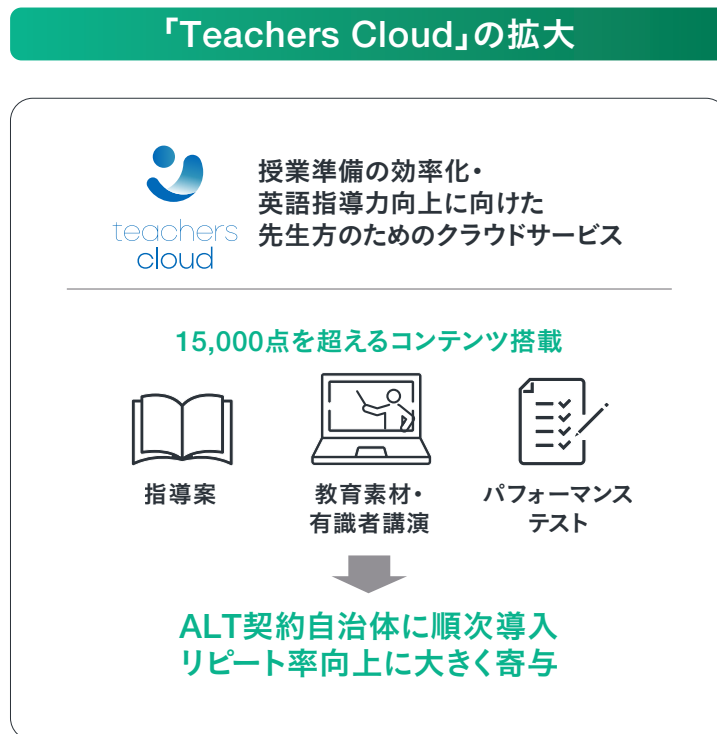 「Teachers Cloud」の拡大
teachers
cloud
授業準備の効率化・
英語指導力向上に向けた
先生方のためのクラウドサービス
15,000点を超えるコンテンツ搭載
指導案
教育素材・
有識者講演
パフォーマンス
テスト
ALT契約自治体に順次導入
リピート率向上に大きく寄与